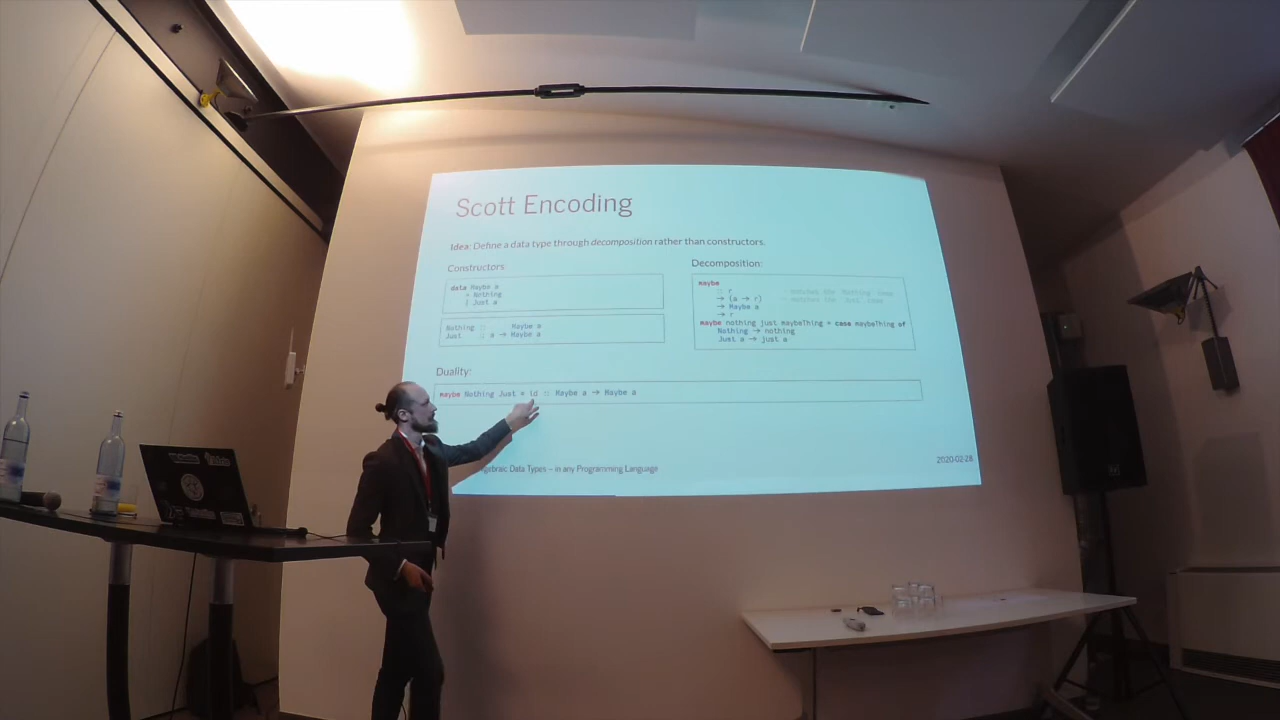 Scott Encoding
Idea: Define a data type through decomposition rather than constructors.
Constructors:
data Maybe a
= Nothing
| Just a
Nothing :: Maybe a
Just :: a → Maybe a
Decomposition:
maybe
:: r
→ (a → r)
→ Maybe a
→ r
maybe nothing just maybeThing = case maybeThing of
Nothing → nothing
Just a → just a
Duality:
maybe Nothing Just = id :: Maybe a → Maybe a
gebraic Data Types – in any Programming Language
2020-02-28